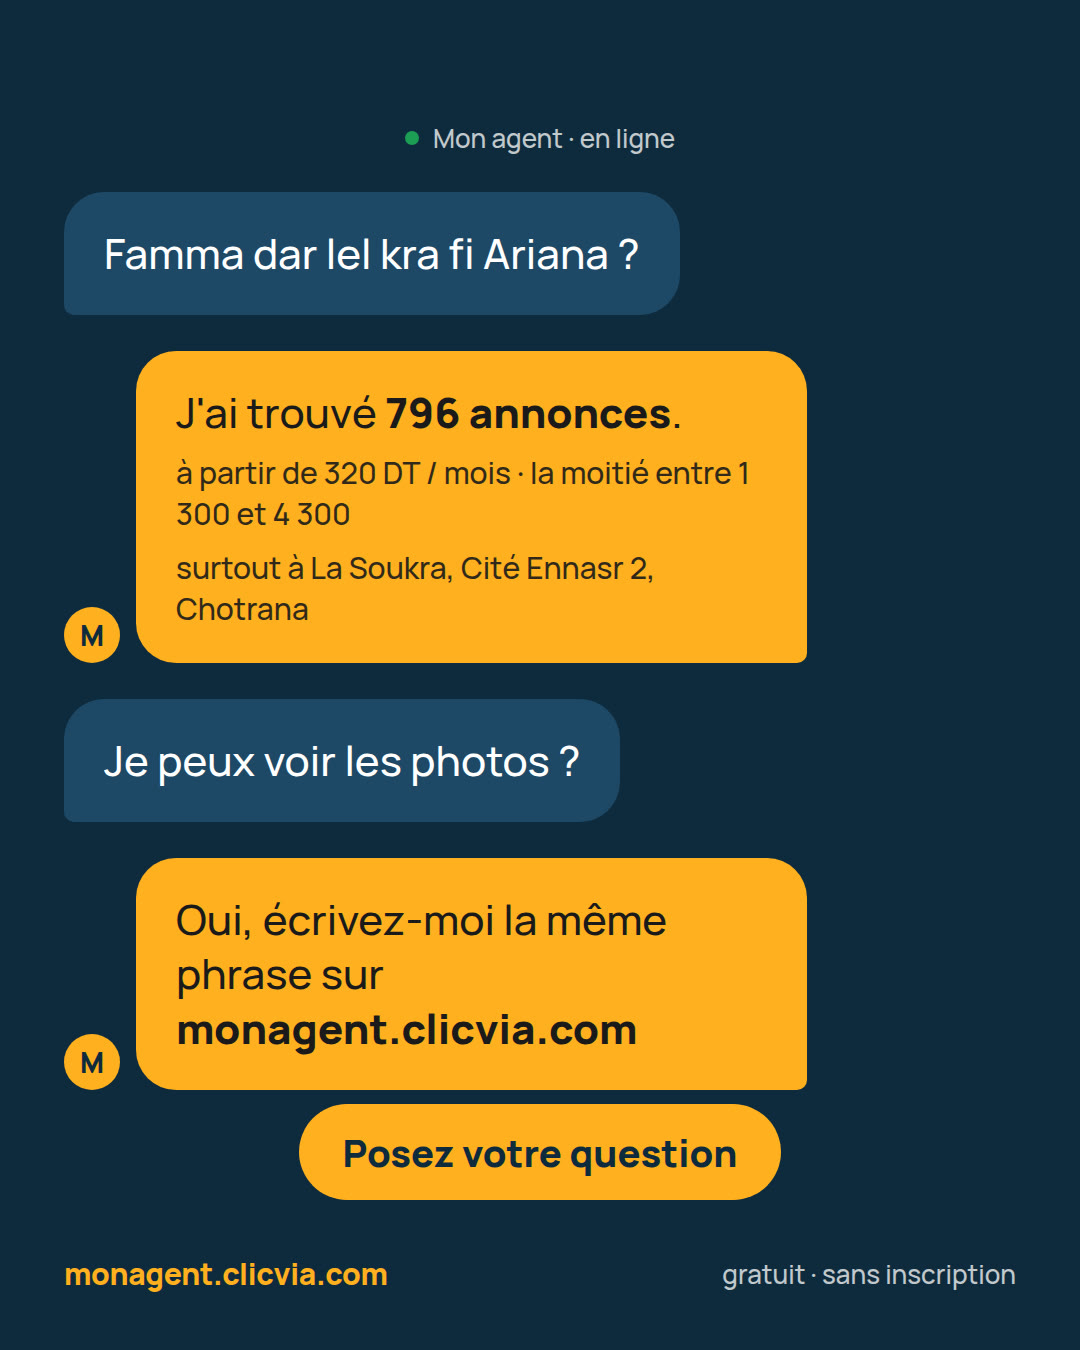 Mon agent · en ligne
Famma dar lel kra fi Ariana ?
J'ai trouvé 796 annonces.
à partir de 320 DT / mois · la moitié entre 1
300 et 4 300
surtout à La Soukra, Cité Ennasr 2,
Chotrana
M
Je peux voir les photos ?
Oui, écrivez-moi la même
phrase sur
monagent.clicvia.com
M
Posez votre question
monagent.clicvia.com
gratuit · sans inscription